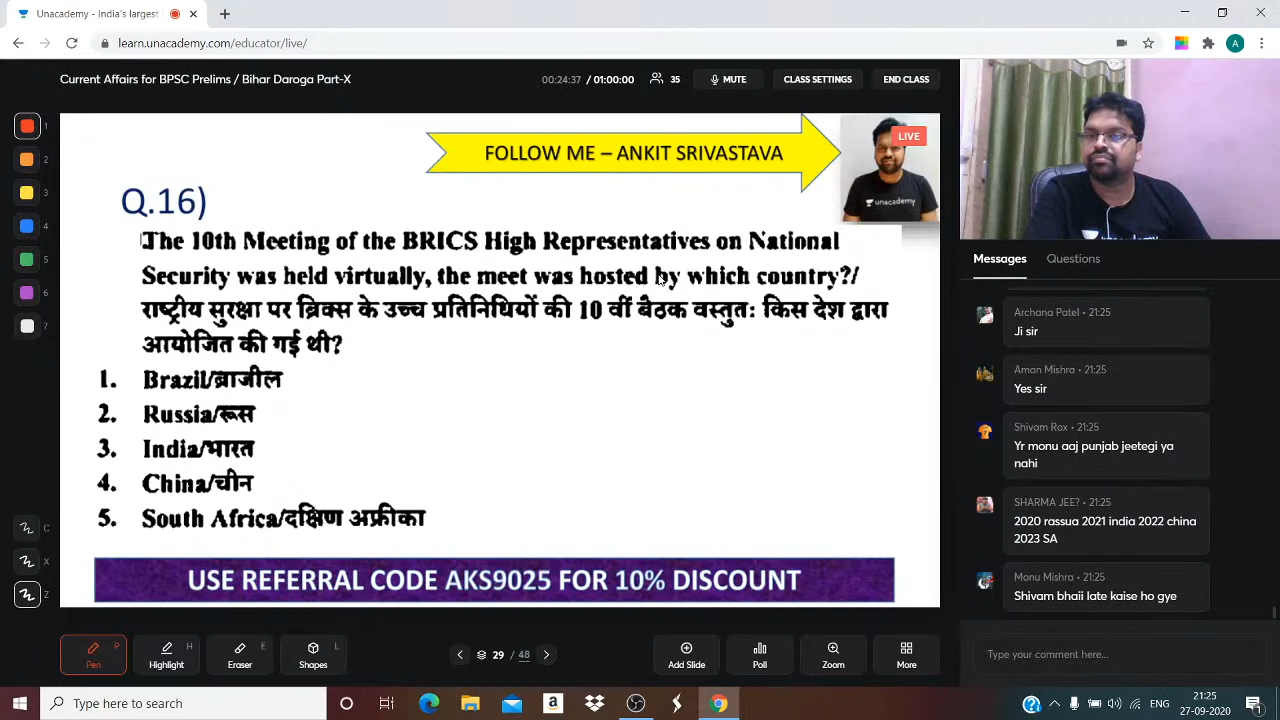 Unacademy - India's largest
learn.unacademy.com/educator/live/
A
Current Affairs for BPSC Prelims / Bihar Daroga Part-X
00:24:37 / 01:00:00
35
MUTE
CLASS SETTINGS
END CLASS
FOLLOW ME – ANKIT SRIVASTAVA
LIVE
unacademy
Q.16)
The 10th Meeting of the BRICS High Representatives on National
Security was held virtually, the meet was hosted by which country?/
राष्ट्रीय सुरक्षा पर ब्रिक्स के उच्च प्रतिनिधियों की 10 वीं बैठक वस्तुत: किस देश द्वारा
आयोजित की गई थी?
1. Brazil/ब्राजील
2. Russia/रूस
3. India/भारत
4. China/चीन
5. South Africa/दक्षिण अफ्रीका
USE REFERRAL CODE AKS9025 FOR 10% DISCOUNT
1
2
3
4
5
6
7
C
X
Z
unacademy
Messages
Questions
Archana Patel • 21:25
Ji sir
Aman Mishra • 21:25
Yes sir
Shivam Rox • 21:25
Yr monu aaj punjab jeetegi ya
nahi
SHARMA JEE? • 21:25
2020 rassua 2021 india 2022 china
2023 SA
Monu Mishra • 21:25
Shivam bhaii late kaise ho gye
Type your comment here...
Pen
P
Highlight
H
Eraser
E
Shapes
L
29 / 48
Add Slide
Poll
Zoom
More
Type here to search
a
ENG
21:25
27-09-2020